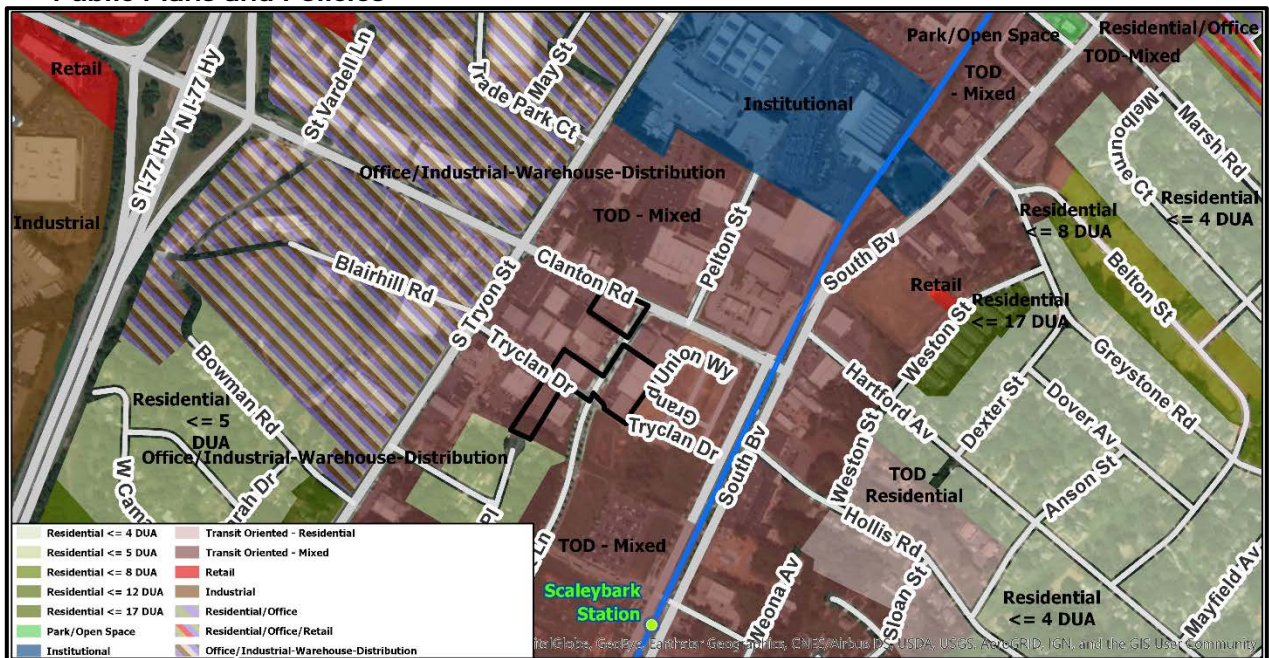 Public Plans and Policies
Retail
N I-77 Hy
S I-77 Hy
St Vardell Ln
Trade Park Ct
May St
Institutional
Park/Open Space
Residential/Office
TOD-Mixed
TOD
- Mixed
Melbourne Ct
Marsh Rd
Office/Industrial-Warehouse-Distribution
TOD - Mixed
Residential
<= 4 DUA
Industrial
Residential
<= 8 DUA
Pelton St
South Bv
Belton St
Blairhill Rd
Clanton Rd
S Tryon St
Retail
Residential
<= 17 DUA
Weston St
Greystone Rd
Bowman Rd
Tryclan Dr
Grand Union Wy
Hartford Av
Dexter St
Dover Av
Residential
<= 5
DUA
Tryclan Dr
Office/Industrial-Warehouse-Distribution
South Bv
Weston St
TOD -
Residential
Anson St
W Cama
rah Dr
Pl
Ln
TOD - Mixed
Hollis Rd
Scaleybark
Station
Heona Av
Sloan St
Residential
<= 4 DUA
Mayfield Av
Residential <= 4 DUA
Residential <= 5 DUA
Residential <= 8 DUA
Residential <= 12 DUA
Residential <= 17 DUA
Park/Open Space
Institutional
Transit Oriented - Residential
Transit Oriented - Mixed
Retail
Industrial
Residential/Office
Residential/Office/Retail
Office/Industrial-Warehouse-Distribution
italGlobe, GeoEye, Earthstar Geographics, CNES/Airbus DS, USDA, USGS, AeroGRID, IGN, and the GIS User Community